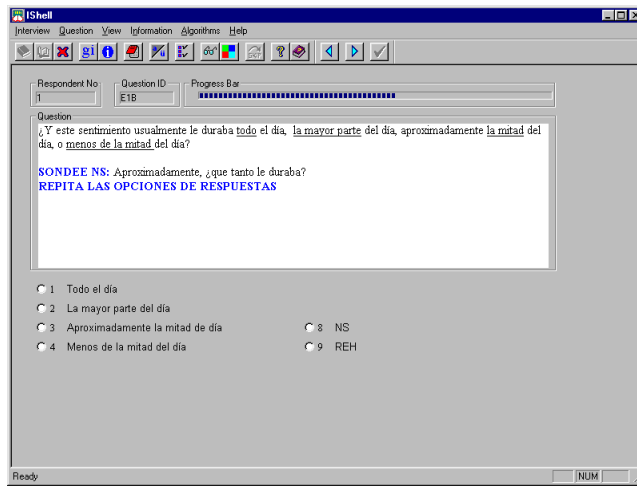 IShell
Interview Question View Information Algorithms Help
Respondent No
Question ID
Progress Bar
1
E1B
Question
¿Y este sentimiento usualmente le duraba todo el día, la mayor parte del día, aproximadamente la mitad del
día, o menos de la mitad del día?
SONDEE NS: Aproximadamente, ¿que tanto le duraba?
REPITA LAS OPCIONES DE RESPUESTAS
1 Todo el día
2 La mayor parte del día
3 Aproximadamente la mitad de día
8 NS
4 Menos de la mitad del día
9 REH
Ready
NUM